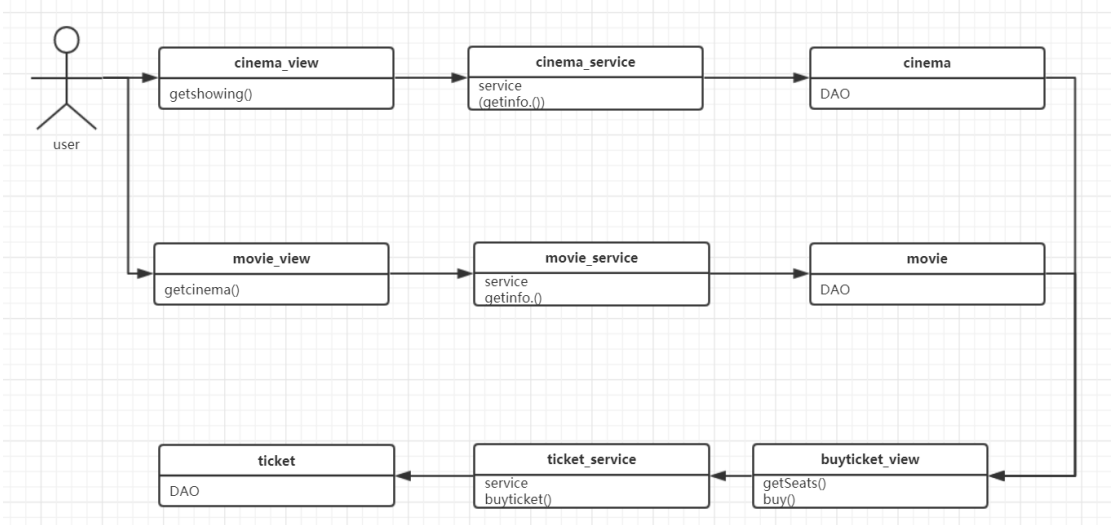 user
cinema_view
getshowing()
cinema_service
service
(getinfo.())
cinema
DAO
movie_view
getcinema()
movie_service
service
getinfo.()
movie
DAO
ticket
DAO
ticket_service
service
buyticket()
buyticket_view
getSeats()
buy()